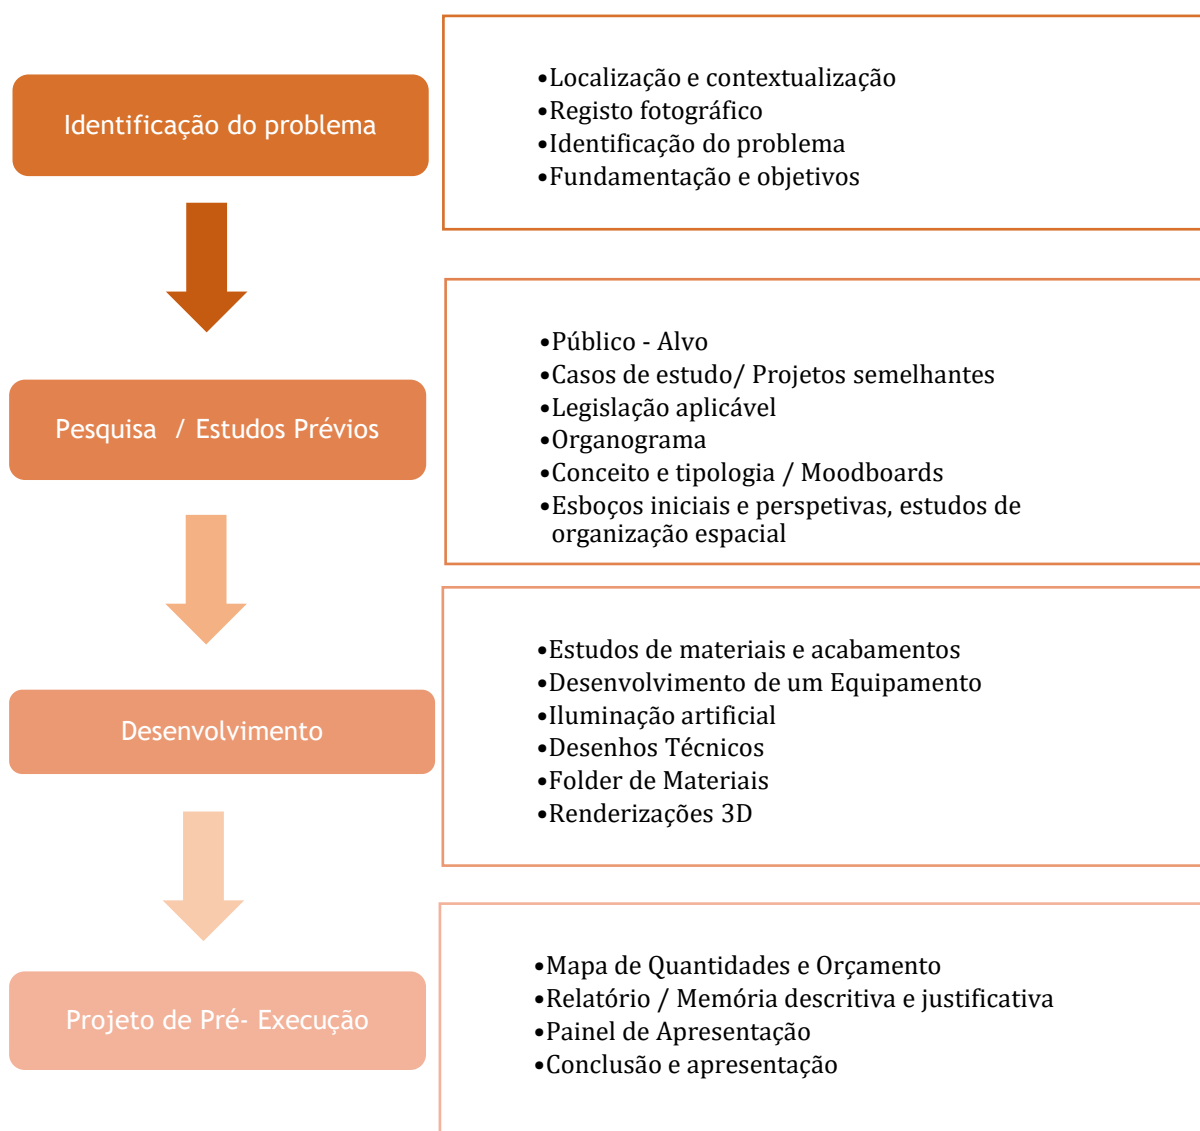 Identificação do problema
•Localização e contextualização
•Registo fotográfico
•Identificação do problema
•Fundamentação e objetivos
Pesquisa / Estudos Prévios
•Público - Alvo
•Casos de estudo/ Projetos semelhantes
•Legislação aplicável
•Organograma
•Conceito e tipologia / Moodboards
•Esboços iniciais e perspetivas, estudos de
organização espacial
Desenvolvimento
•Estudos de materiais e acabamentos
•Desenvolvimento de um Equipamento
•Iluminação artificial
•Desenhos Técnicos
•Folder de Materiais
•Renderizações 3D
Projeto de Pré- Execução
•Mapa de Quantidades e Orçamento
•Relatório / Memória descritiva e justificativa
•Painel de Apresentação
•Conclusão e apresentação